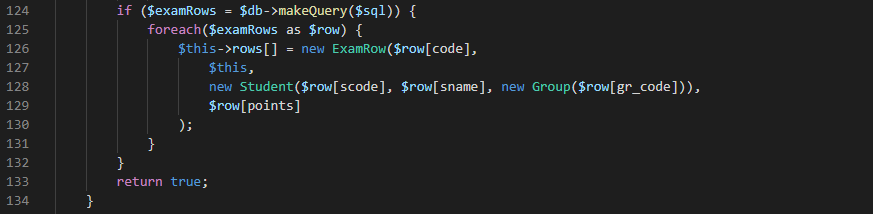 124 if ($examRows = $db->makeQuery($sql)) {
125 foreach($examRows as $row) {
126 $this->rows[] = new ExamRow($row[code],
127 $this,
128 new Student($row[scode], $row[sname], new Group($row[gr_code])),
129 $row[points]
130 );
131 }
132 }
133 return true;
134 }